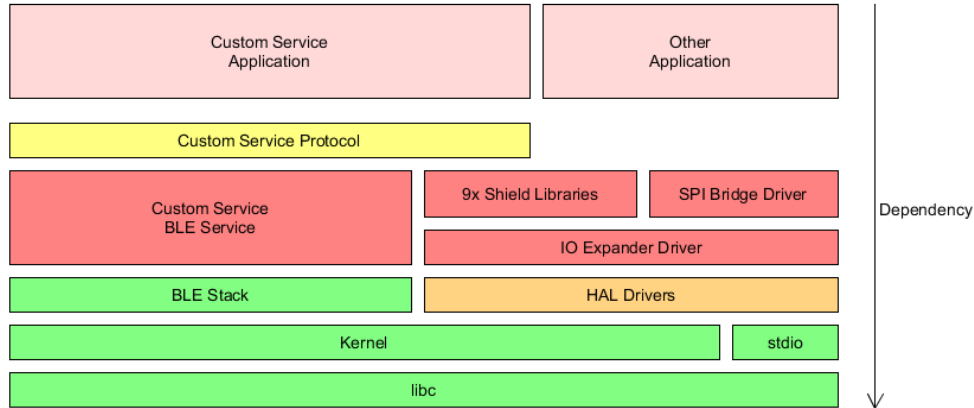 Custom Service
Application
Other
Application
Custom Service Protocol
Custom Service
BLE Service
9x Shield Libraries
SPI Bridge Driver
Dependency
IO Expander Driver
BLE Stack
HAL Drivers
Kernel
stdio
libc